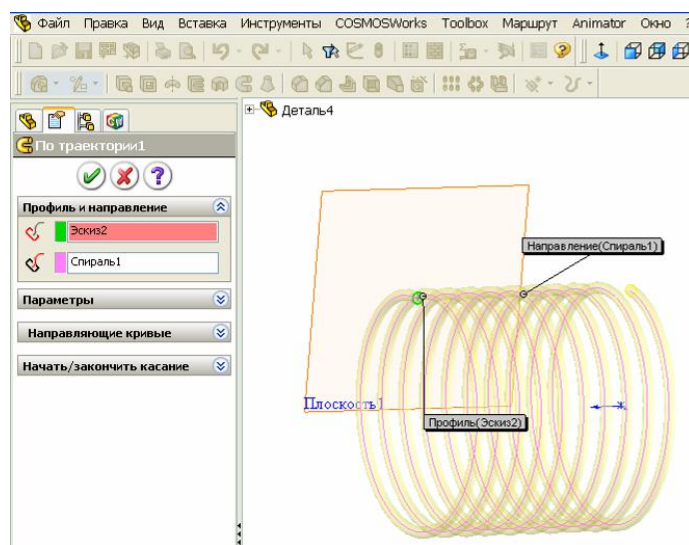 Файл Правка Вид Вставка Инструменты COSMOSWorks Toolbox Маршрут Animator Окно ?
Деталь4
По траектории1
Профиль и направление
Эскиз2
Спираль1
Параметры
Направляющие кривые
Начать/закончить касание
Направление(Спираль1)
Плоскость1
Профиль(Эскиз2)